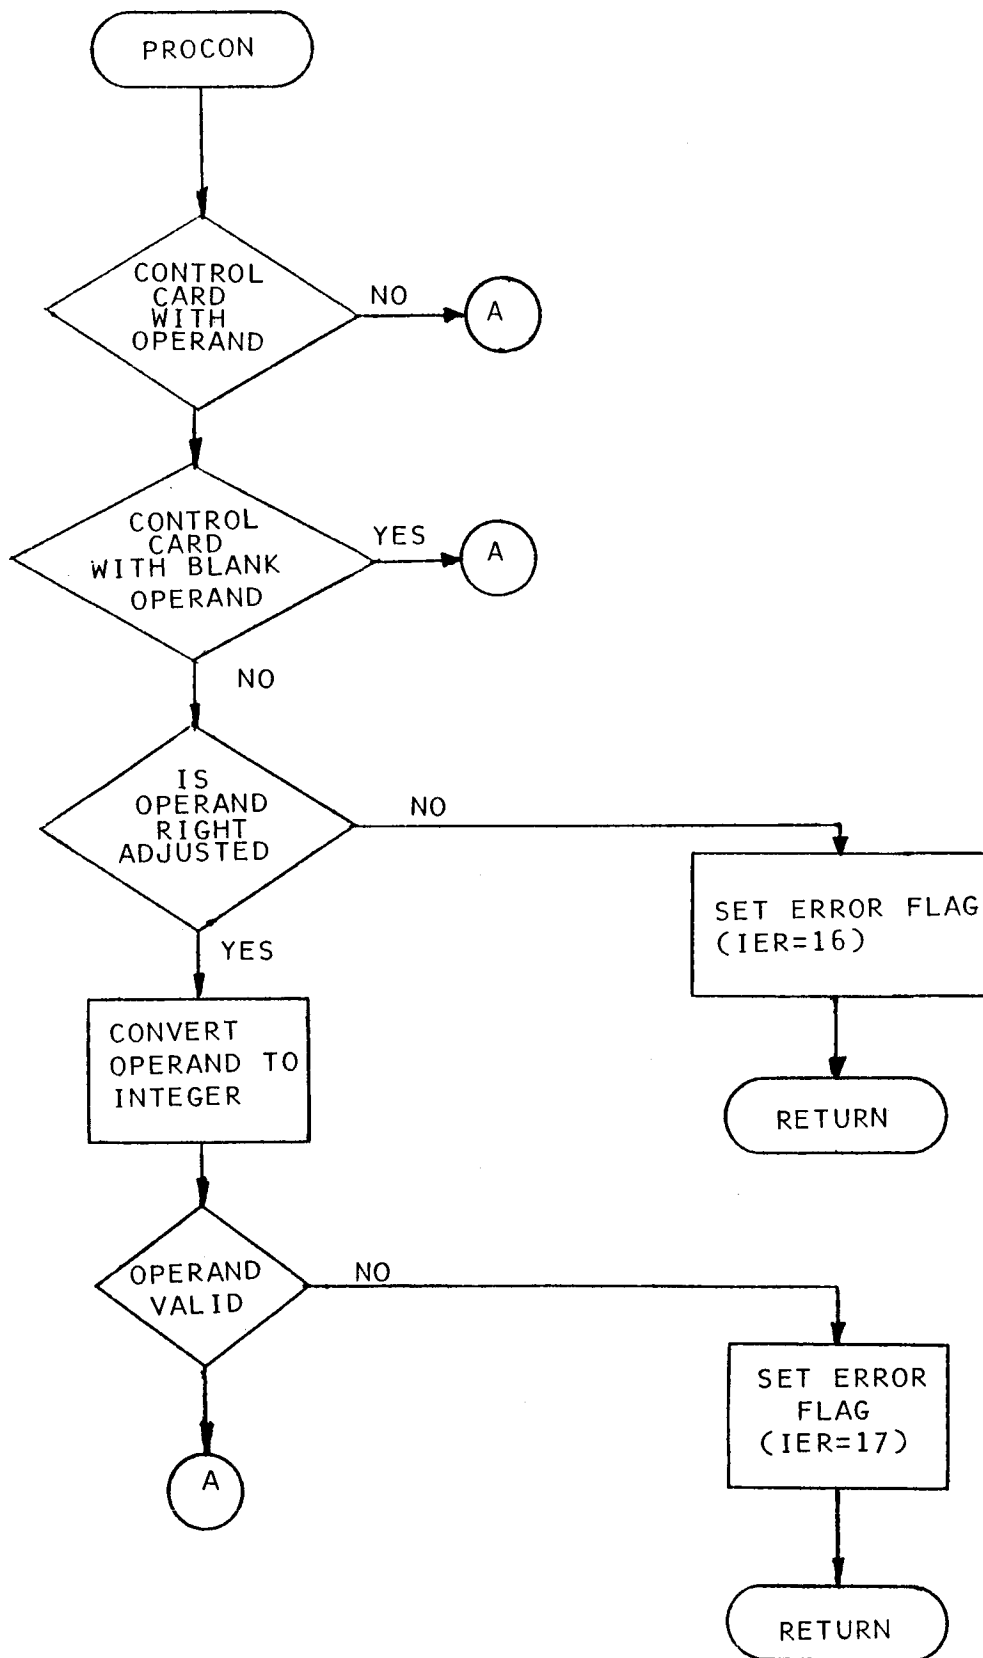 PROCON
CONTROL
CARD
WITH
OPERAND
NO
A
CONTROL
CARD
WITH BLANK
OPERAND
YES
A
NO
IS
OPERAND
RIGHT
ADJUSTED
NO
SET ERROR FLAG
(IER=16)
YES
CONVERT
OPERAND TO
INTEGER
RETURN
OPERAND
VALID
NO
SET ERROR
FLAG
(IER=17)
A
RETURN